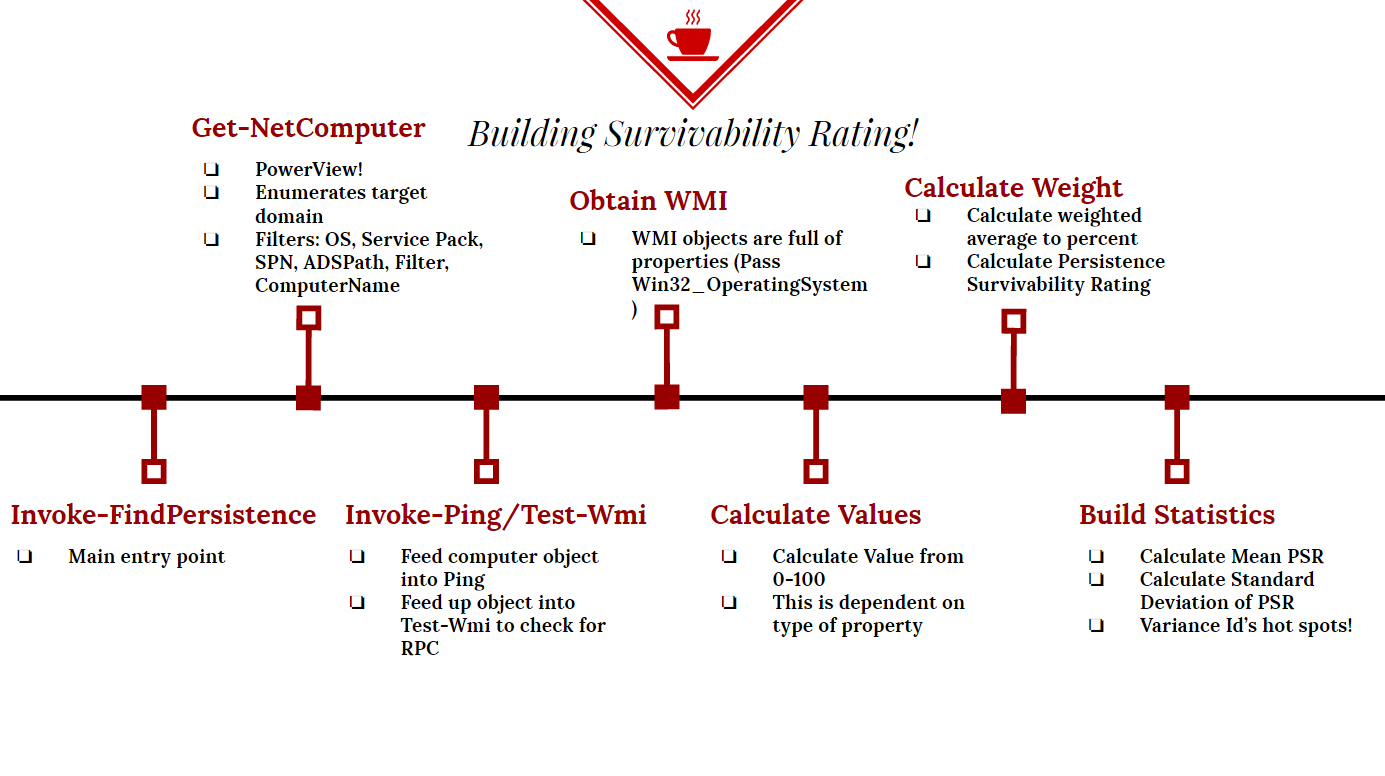 Building Survivability Rating!
Get-NetComputer
PowerView!
Enumerates target
domain
Filters: OS, Service Pack,
SPN, ADSPath, Filter,
ComputerName
Obtain WMI
WMI objects are full of
properties (Pass
Win32_OperatingSystem
)
Calculate Weight
Calculate weighted
average to percent
Calculate Persistence
Survivability Rating
Invoke-FindPersistence
Main entry point
Invoke-Ping/Test-Wmi
Feed computer object
into Ping
Feed up object into
Test-Wmi to check for
RPC
Calculate Values
Calculate Value from
0-100
This is dependent on
type of property
Build Statistics
Calculate Mean PSR
Calculate Standard
Deviation of PSR
Variance Id’s hot spots!